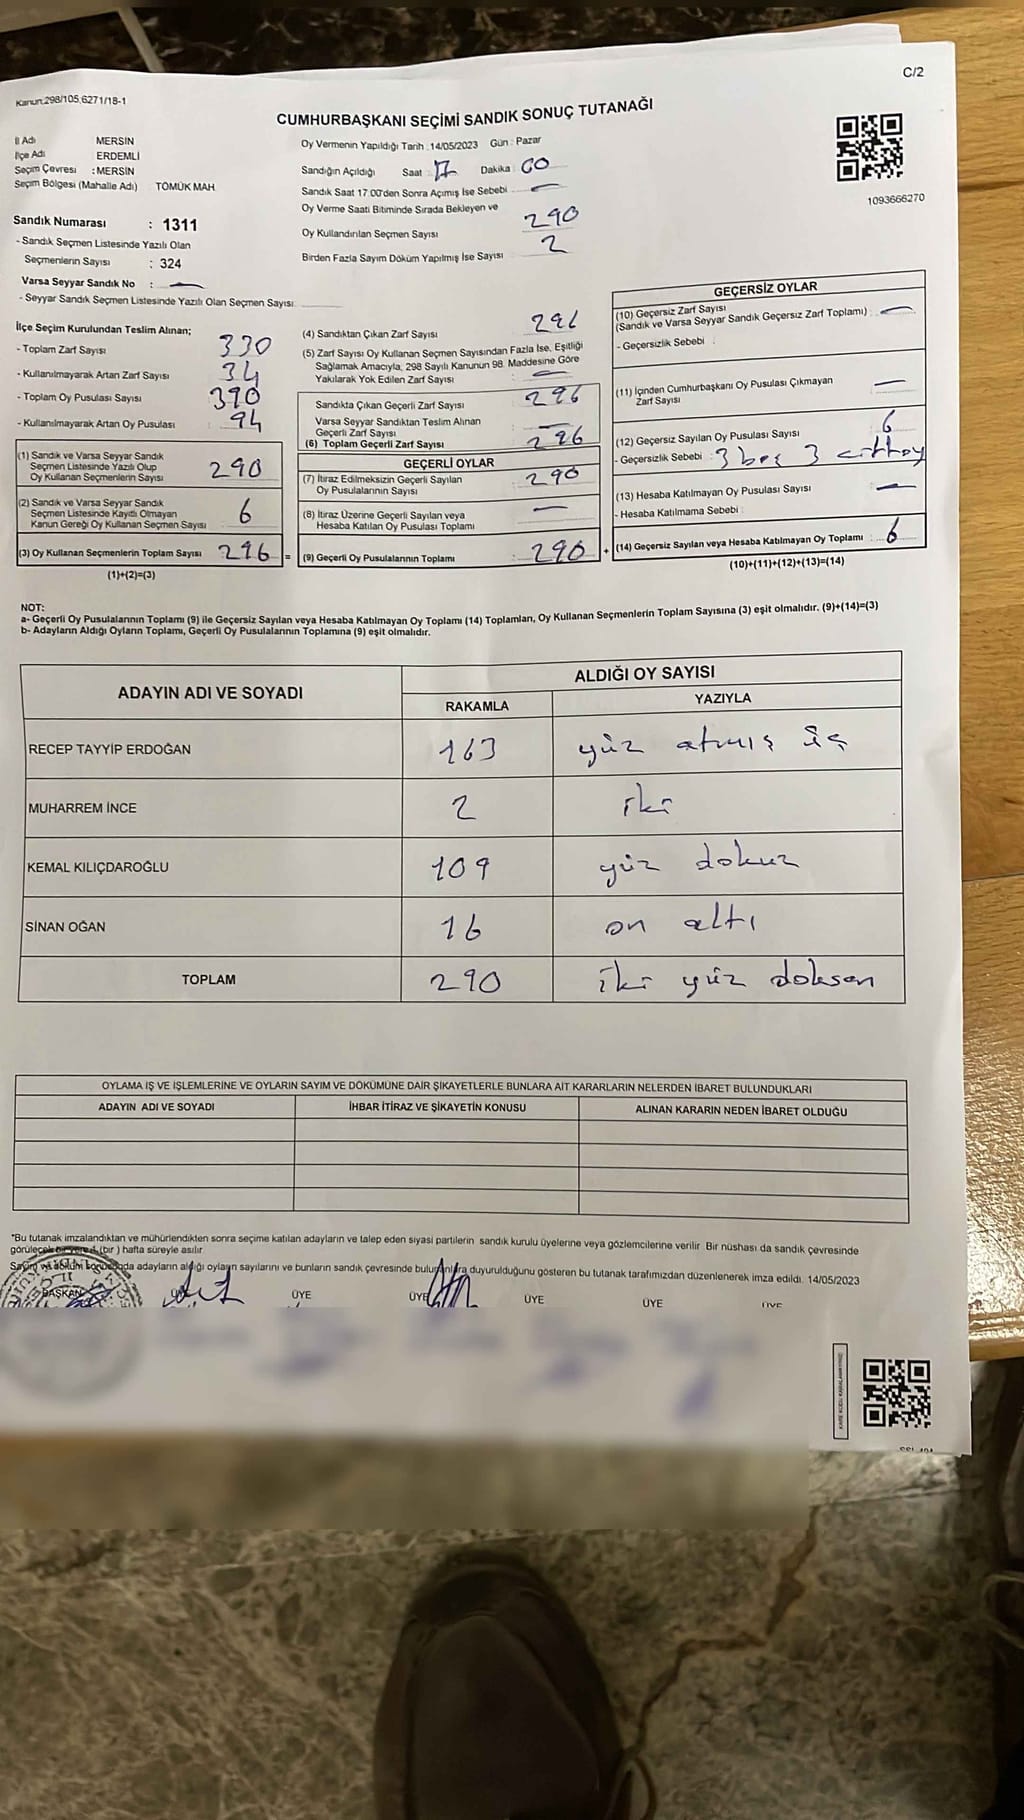 C/2
Kanun:298/105,6271/18-1
CUMHURBAŞKANI SEÇİMİ SANDIK SONUÇ TUTANAĞI
İl Adı MERSİN
İlçe Adı ERDEMLİ
Seçim Çevresi : MERSİN
Seçim Bölgesi (Mahalle Adı) TÖMÜK MAH.
Sandık Numarası : 1311
- Sandık Seçmen Listesinde Yazılı Olan
Seçmenlerin Sayısı : 324
Varsa Seyyar Sandık No : —
- Seyyar Sandık Seçmen Listesinde Yazılı Olan Seçmen Sayısı
Oy Vermenin Yapıldığı Tarih : 14/05/2023 Gün : Pazar
Sandığın Açıldığı Saat : 17 Dakika : 00
Sandık Saat 17.00'den Sonra Açımış İse Sebebi —
Oy Verme Saati Bitiminde Sırada Bekleyen ve
Oy Kullandırılan Seçmen Sayısı 290
Birden Fazla Sayım Döküm Yapılmış İse Sayısı 2
1093666270
İlçe Seçim Kurulundan Teslim Alınan;
- Toplam Zarf Sayısı 330
- Kullanılmayarak Artan Zarf Sayısı 34
- Toplam Oy Pusulası Sayısı 390
- Kullanılmayarak Artan Oy Pusulası 94
(1) Sandık ve Varsa Seyyar Sandık
Seçmen Listesinde Yazılı Olup
Oy Kullanan Seçmenlerin Sayısı 290
(2) Sandık ve Varsa Seyyar Sandık
Seçmen Listesinde Kayıtlı Olmayan
Kanun Gereği Oy Kullanan Seçmen Sayısı 6
(3) Oy Kullanan Seçmenlerin Toplam Sayısı 296 =
(1)+(2)=(3)
(4) Sandıktan Çıkan Zarf Sayısı 296
(5) Zarf Sayısı Oy Kullanan Seçmen Sayısından Fazla İse, Eşitliği
Sağlamak Amacıyla, 298 Sayılı Kanunun 98. Maddesine Göre
Yakılarak Yok Edilen Zarf Sayısı —
Sandıkta Çıkan Geçerli Zarf Sayısı : 296
Varsa Seyyar Sandıktan Teslim Alınan
Geçerli Zarf Sayısı : —
(6) Toplam Geçerli Zarf Sayısı 296
GEÇERLİ OYLAR
(7) İtiraz Edilmeksizin Geçerli Sayılan
Oy Pusulalarının Sayısı : 290
(8) İtiraz Üzerine Geçerli Sayılan veya
Hesaba Katılan Oy Pusulası Toplamı —
(9) Geçerli Oy Pusulalarının Toplamı : 290 +
GEÇERSİZ OYLAR
(10) Geçersiz Zarf Sayısı
(Sandık ve Varsa Seyyar Sandık Geçersiz Zarf Toplamı) : —
- Geçersizlik Sebebi :
(11) İçinden Cumhurbaşkanı Oy Pusulası Çıkmayan
Zarf Sayısı —
(12) Geçersiz Sayılan Oy Pusulası Sayısı 6
- Geçersizlik Sebebi : 3 boş 3
(13) Hesaba Katılmayan Oy Pusulası Sayısı —
- Hesaba Katılmama Sebebi :
(14) Geçersiz Sayılan veya Hesaba Katılmayan Oy Toplamı : 6
(10)+(11)+(12)+(13)=(14)
NOT:
a- Geçerli Oy Pusulalarının Toplamı (9) ile Geçersiz Sayılan veya Hesaba Katılmayan Oy Toplamı (14) Toplamları, Oy Kullanan Seçmenlerin Toplam Sayısına (3) eşit olmalıdır. (9)+(14)=(3)
b- Adayların Aldığı Oyların Toplamı, Geçerli Oy Pusulalarının Toplamına (9) eşit olmalıdır.
ADAYIN ADI VE SOYADI ALDIĞI OY SAYISI
RAKAMLA YAZIYLA
RECEP TAYYİP ERDOĞAN 163 yüz atmış üç
MUHARREM İNCE 2 iki
KEMAL KILIÇDAROĞLU 109 yüz dokuz
SİNAN OĞAN 16 on altı
TOPLAM 290 iki yüz doksan
OYLAMA İŞ VE İŞLEMLERİNE VE OYLARIN SAYIM VE DÖKÜMÜNE DAİR ŞİKAYETLERLE BUNLARA AİT KARARLARIN NELERDEN İBARET BULUNDUKLARI
ADAYIN ADI VE SOYADI İHBAR İTİRAZ VE ŞİKAYETİN KONUSU ALINAN KARARIN NEDEN İBARET OLDUĞU
*Bu tutanak imzalandıktan ve mühürlendikten sonra seçime katılan adayların ve talep eden siyasi partilerin sandık kurulu üyelerine veya gözlemcilerine verilir. Bir nüshası da sandık çevresinde
görülecek bir yere 1 (bir ) hafta süreyle asılır.
adayların aldığı oyların sayılarını ve bunların sandık çevresinde bulunanlara duyurulduğunu gösteren bu tutanak tarafımızdan düzenlenerek imza edildi. 14/05/2023
BAŞKAN ÜYE ÜYE ÜYE ÜYE ÜYE